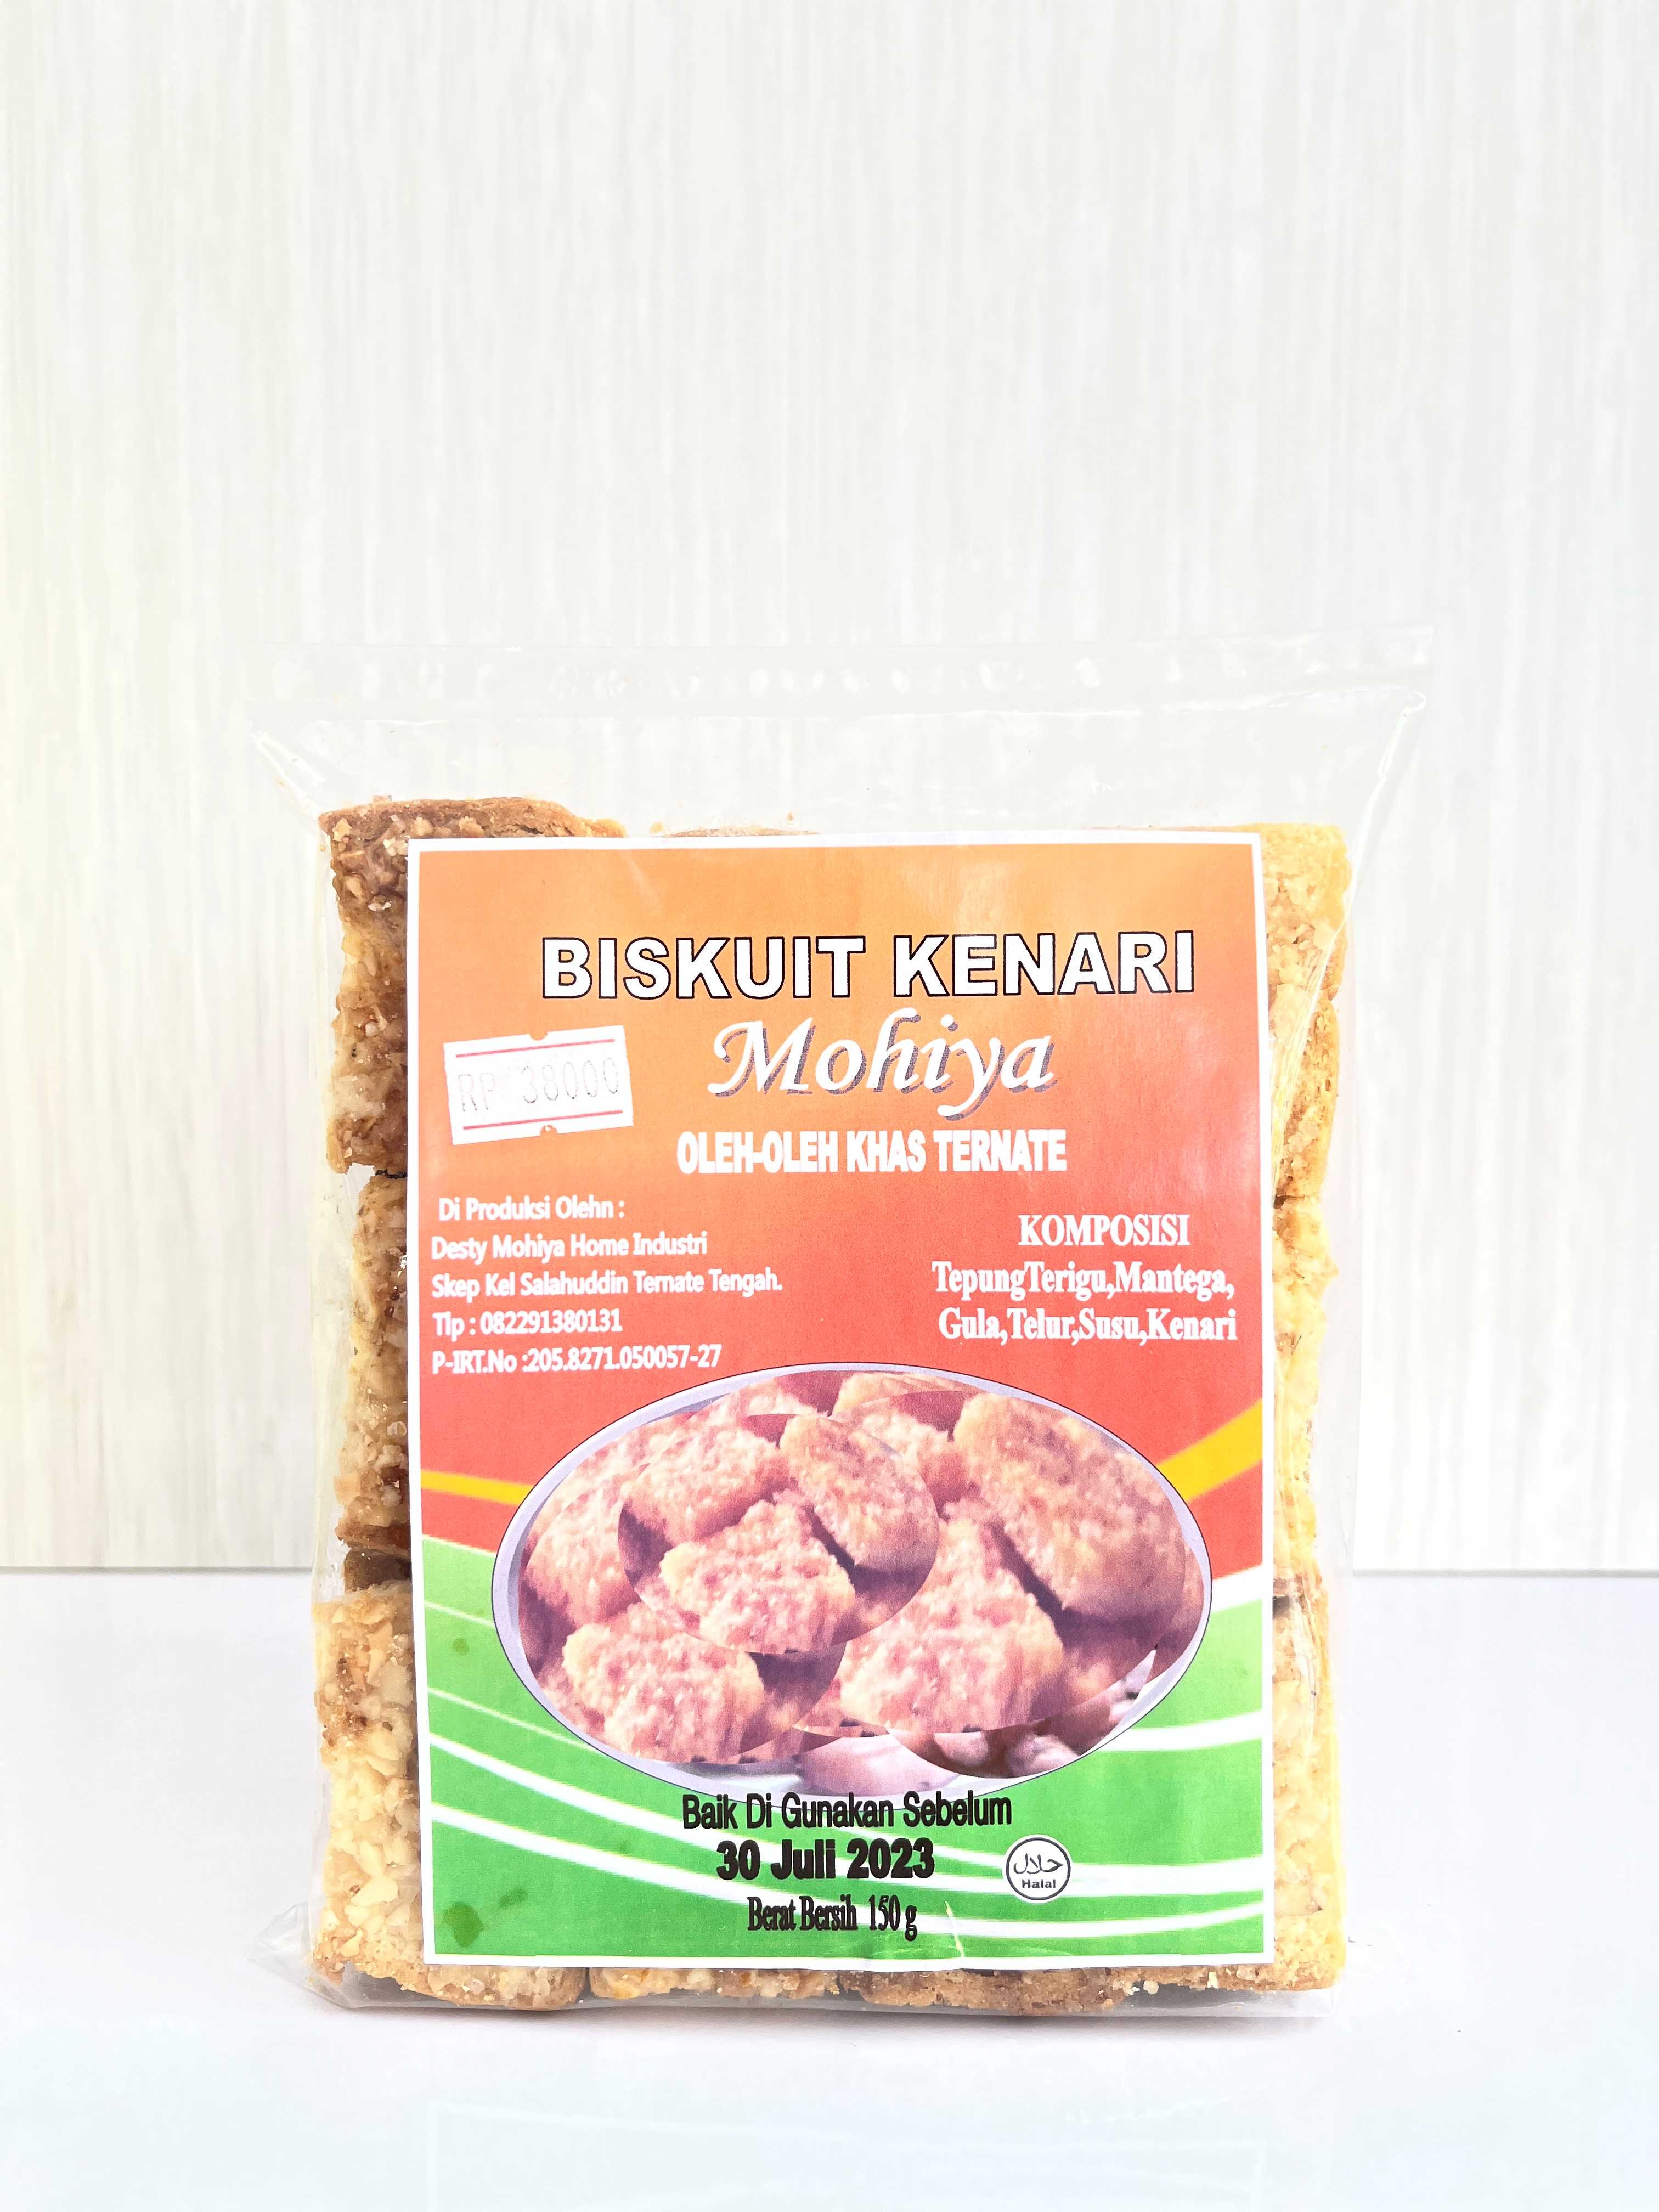 BISKUIT KENARI
Mohiya
RP 38000
OLEH-OLEH KHAS TERNATE
Di Produksi Olehn :
Desty Mohiya Home Industri
Skep Kel Salahuddin Ternate Tengah.
Tlp : 082291380131
P-IRT.No :205.8271.050057-27
KOMPOSISI
TepungTerigu,Mantega,
Gula,Telur,Susu,Kenari
Baik Di Gunakan Sebelum
30 Juli 2023
حلال
Halal
Berat Bersih 150 g